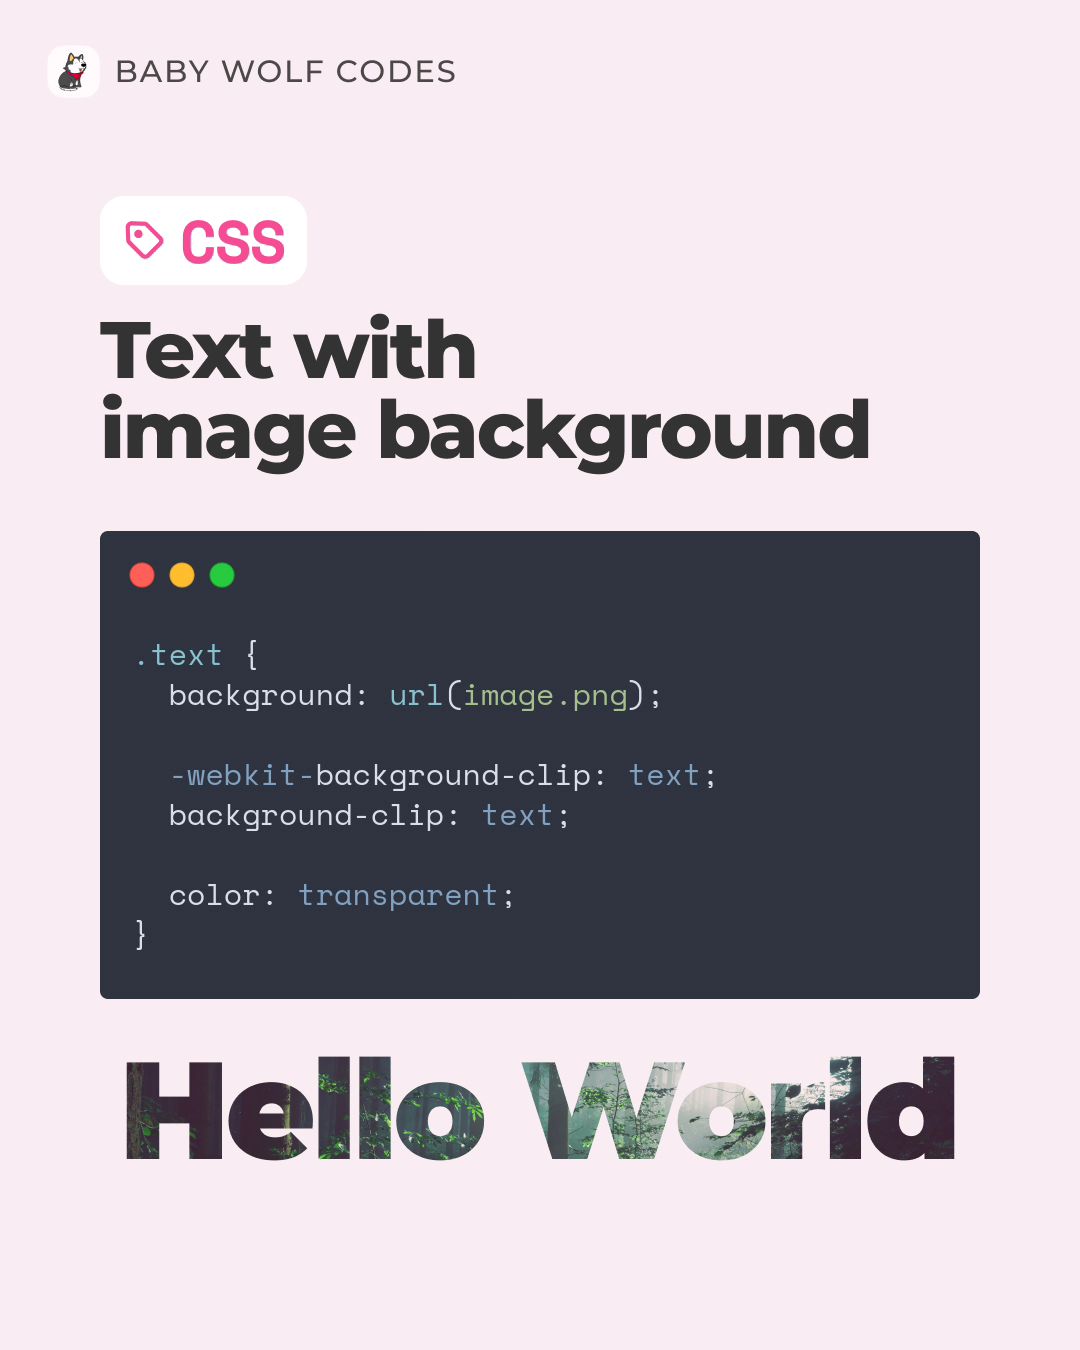 BABY WOLF CODES
CSS
Text with
image background
.text {
  background: url(image.png);
  -webkit-background-clip: text;
  background-clip: text;
  color: transparent;
}
Hello World